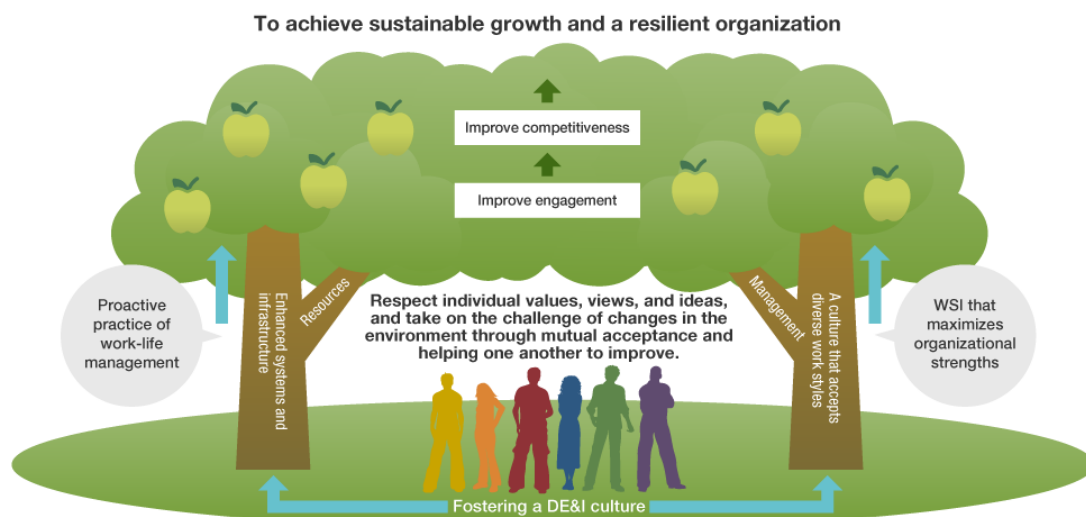 To achieve sustainable growth and a resilient organization
Improve competitiveness
Improve engagement
Proactive
practice of
work-life
management
Enhanced systems and
infrastructure
Resources
Respect individual values, views, and ideas,
and take on the challenge of changes in the
environment through mutual acceptance and
helping one another to improve.
Management
A culture that accepts
diverse work styles
WSI that
maximizes
organizational
strengths
Fostering a DE&I culture